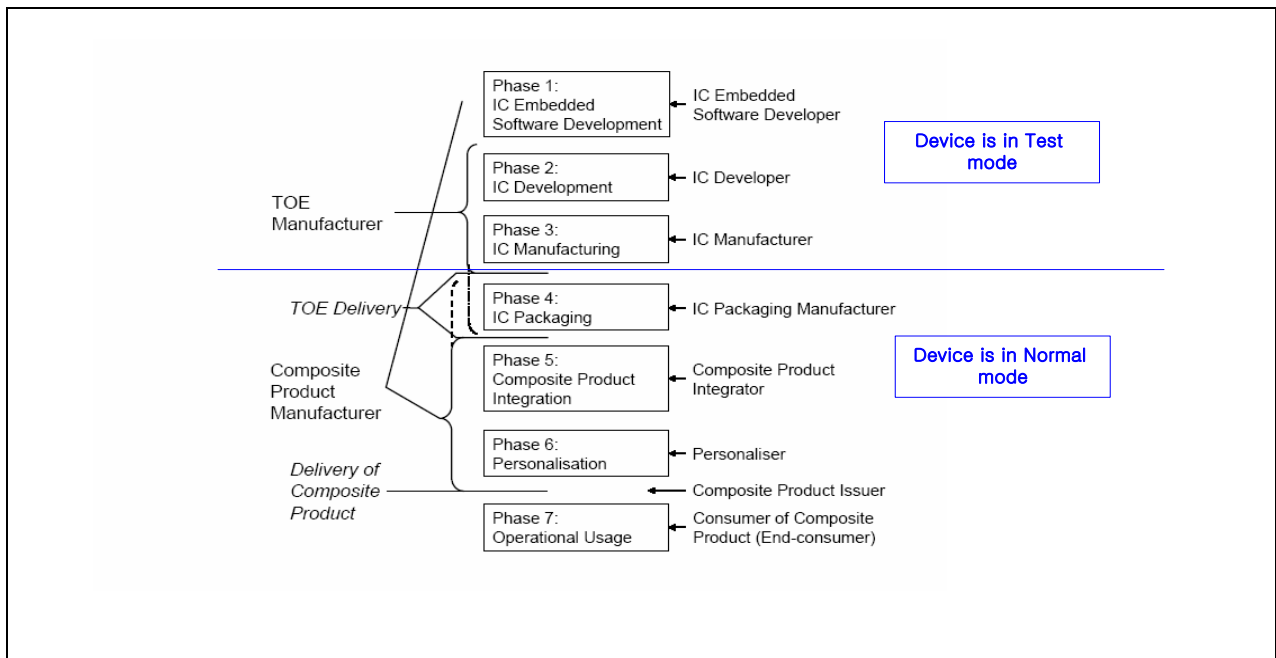 Phase 1:
IC Embedded
Software Development
IC Embedded
Software Developer
Device is in Test
mode
Phase 2:
IC Development
IC Developer
TOE
Manufacturer
Phase 3:
IC Manufacturing
IC Manufacturer
TOE Delivery
Phase 4:
IC Packaging
IC Packaging Manufacturer
Device is in Normal
mode
Composite
Product
Manufacturer
Phase 5:
Composite Product
Integration
Composite Product
Integrator
Phase 6:
Personalisation
Personaliser
Delivery of
Composite
Product
Composite Product Issuer
Phase 7:
Operational Usage
Consumer of Composite
Product (End-consumer)